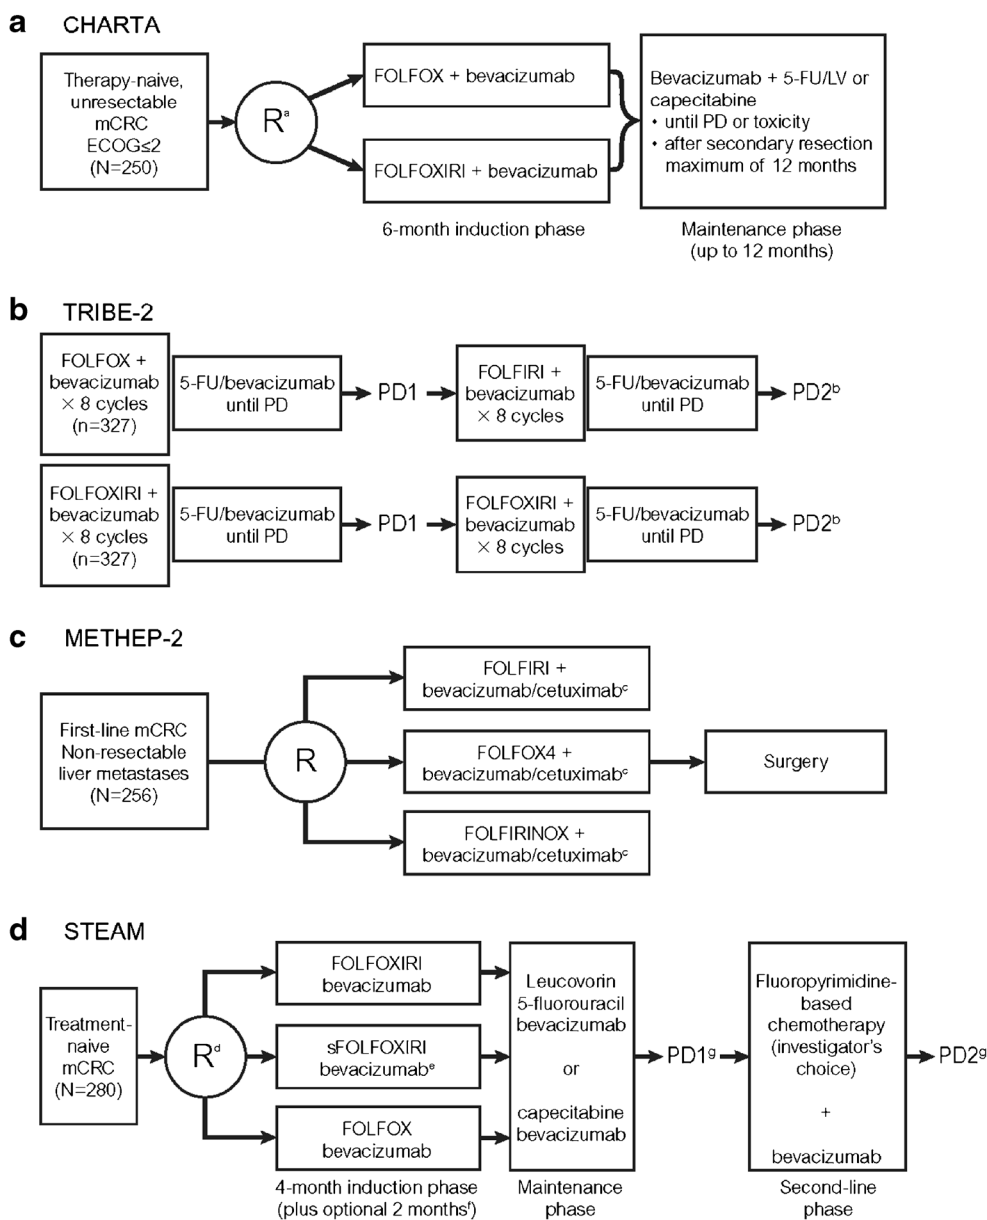 a CHARTA
Therapy-naive,
unresectable
mCRC
ECOG≤2
(N=250)
Rᵃ
FOLFOX + bevacizumab
FOLFOXIRI + bevacizumab
6-month induction phase
Bevacizumab + 5-FU/LV or
capecitabine
• until PD or toxicity
• after secondary resection
maximum of 12 months
Maintenance phase
(up to 12 months)
b TRIBE-2
FOLFOX +
bevacizumab
× 8 cycles
(n=327)
5-FU/bevacizumab
until PD
PD1
FOLFIRI +
bevacizumab
× 8 cycles
5-FU/bevacizumab
until PD
PD2ᵇ
FOLFOXIRI +
bevacizumab
× 8 cycles
(n=327)
5-FU/bevacizumab
until PD
PD1
FOLFOXIRI +
bevacizumab
× 8 cycles
5-FU/bevacizumab
until PD
PD2ᵇ
c METHEP-2
First-line mCRC
Non-resectable
liver metastases
(N=256)
R
FOLFIRI +
bevacizumab/cetuximabᶜ
FOLFOX4 +
bevacizumab/cetuximabᶜ
FOLFIRINOX +
bevacizumab/cetuximabᶜ
Surgery
d STEAM
Treatment-
naive
mCRC
(N=280)
Rᵈ
FOLFOXIRI
bevacizumab
sFOLFOXIRI
bevacizumabᵉ
FOLFOX
bevacizumab
4-month induction phase
(plus optional 2 monthsᶠ)
Leucovorin
5-fluorouracil
bevacizumab
or
capecitabine
bevacizumab
Maintenance
phase
PD1ᵍ
Fluoropyrimidine-
based
chemotherapy
(investigator's
choice)
+
bevacizumab
Second-line
phase
PD2ᵍ